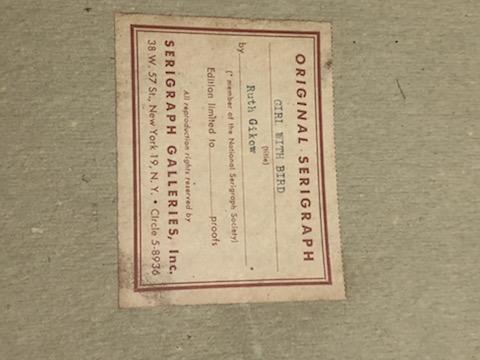 ORIGINAL SERIGRAPH
GIRL WITH BIRD
(title)
by Ruth Gikow *
(* member of the National Serigraph Society)
Edition limited to proofs
All reproduction rights reserved by
SERIGRAPH GALLERIES, Inc.
38 W. 57 St., New York 19, N. Y. • CIrcle 5-8936